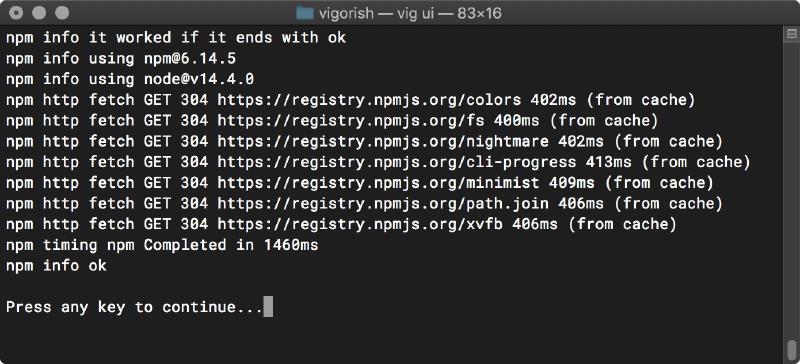 vigorish — vig ui — 83×16
npm info it worked if it ends with ok
npm info using npm@6.14.5
npm info using node@v14.4.0
npm http fetch GET 304 https://registry.npmjs.org/colors 402ms (from cache)
npm http fetch GET 304 https://registry.npmjs.org/fs 400ms (from cache)
npm http fetch GET 304 https://registry.npmjs.org/nightmare 402ms (from cache)
npm http fetch GET 304 https://registry.npmjs.org/cli-progress 413ms (from cache)
npm http fetch GET 304 https://registry.npmjs.org/minimist 409ms (from cache)
npm http fetch GET 304 https://registry.npmjs.org/path.join 406ms (from cache)
npm http fetch GET 304 https://registry.npmjs.org/xvfb 406ms (from cache)
npm timing npm Completed in 1460ms
npm info ok
Press any key to continue...